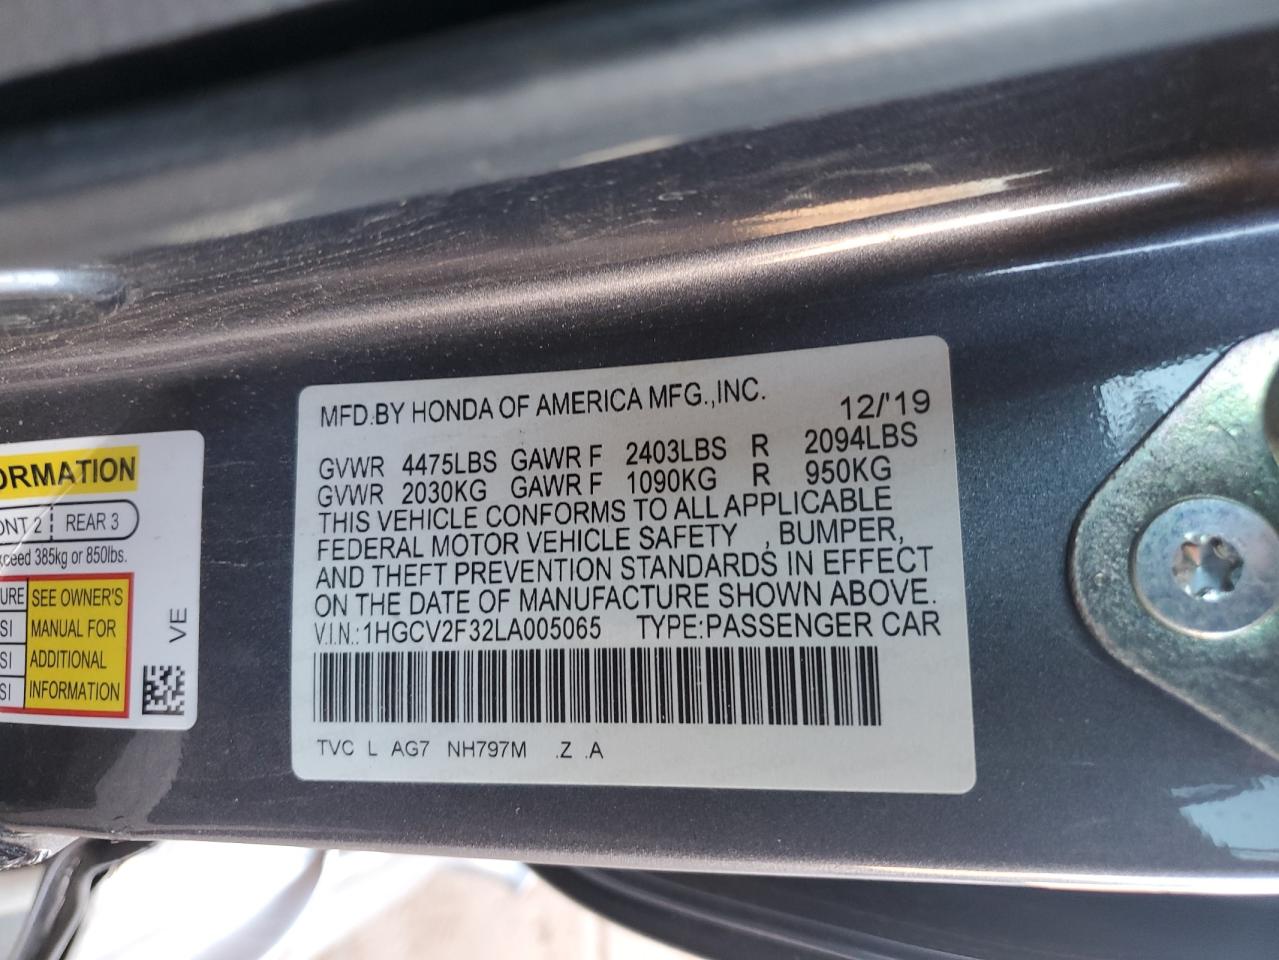 MFD.BY HONDA OF AMERICA MFG.,INC. 12/'19
GVWR 4475LBS GAWR F 2403LBS R 2094LBS
GVWR 2030KG GAWR F 1090KG R 950KG
THIS VEHICLE CONFORMS TO ALL APPLICABLE
FEDERAL MOTOR VEHICLE SAFETY , BUMPER,
AND THEFT PREVENTION STANDARDS IN EFFECT
ON THE DATE OF MANUFACTURE SHOWN ABOVE.
V.I.N.:1HGCV2F32LA005065 TYPE:PASSENGER CAR
TVC L AG7 NH797M .Z .A
ORMATION
ONT 2 REAR 3
xceed 385kg or 850lbs.
URE SEE OWNER'S
SI MANUAL FOR
SI ADDITIONAL
SI INFORMATION
VE